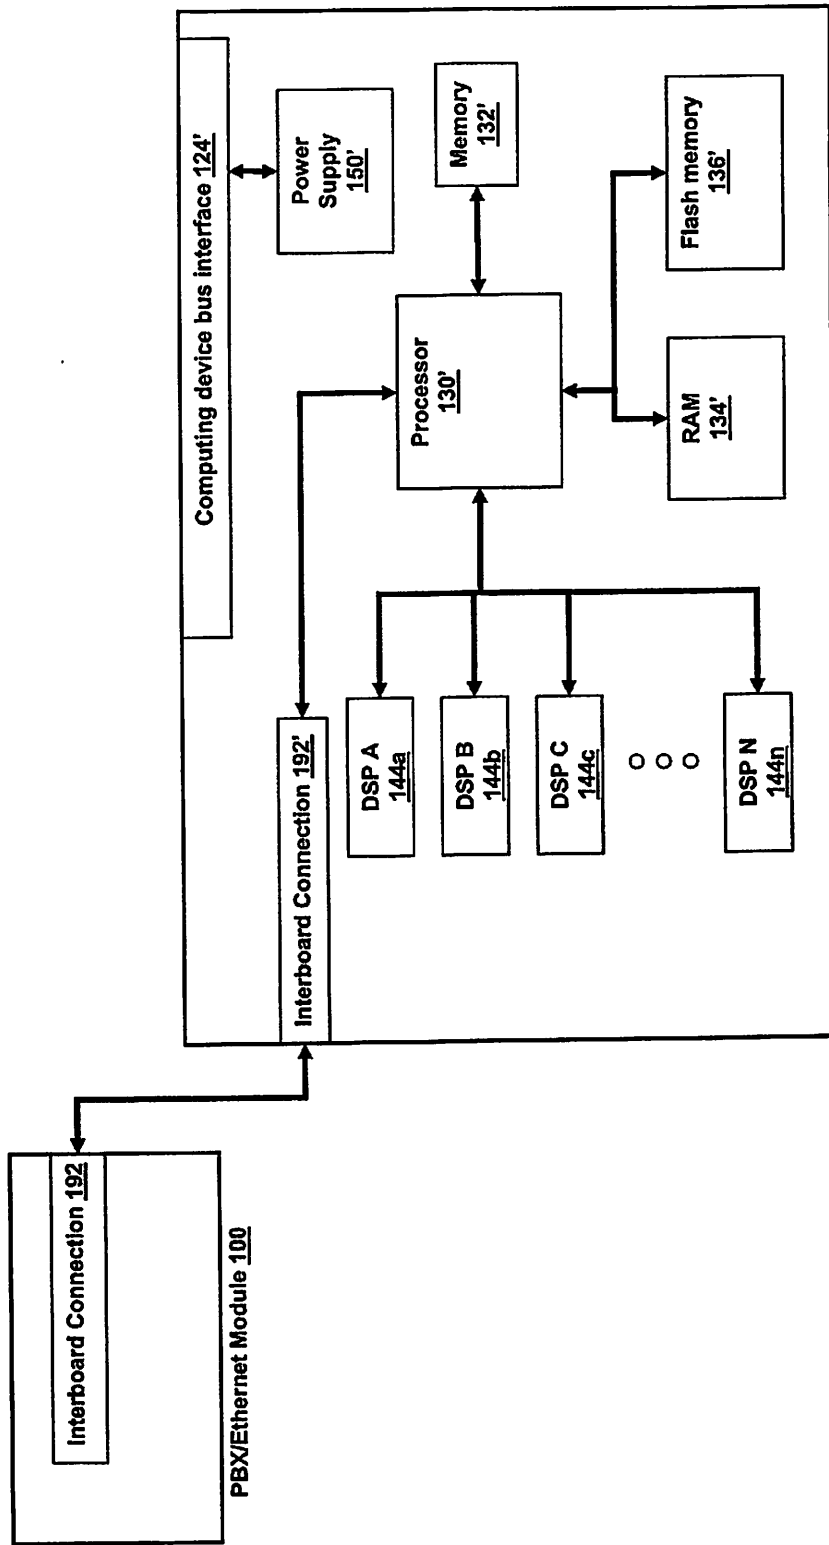 Interboard Connection 192
PBX/Ethernet Module 100
Computing device bus interface 124'
Power
Supply
150'
Interboard Connection 192'
Processor
130'
Memory
132'
DSP A
144a
DSP B
144b
DSP C
144c
DSP N
144n
RAM
134'
Flash memory
136'